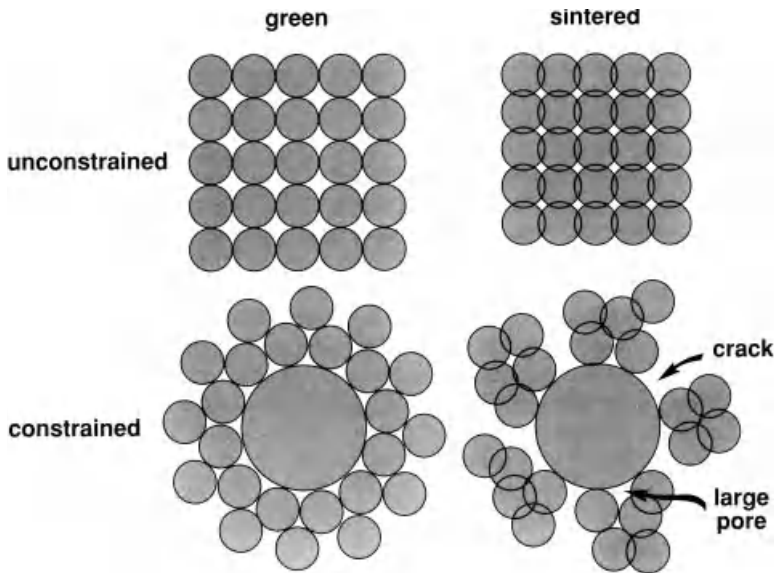 green
sintered
unconstrained
constrained
crack
large
pore